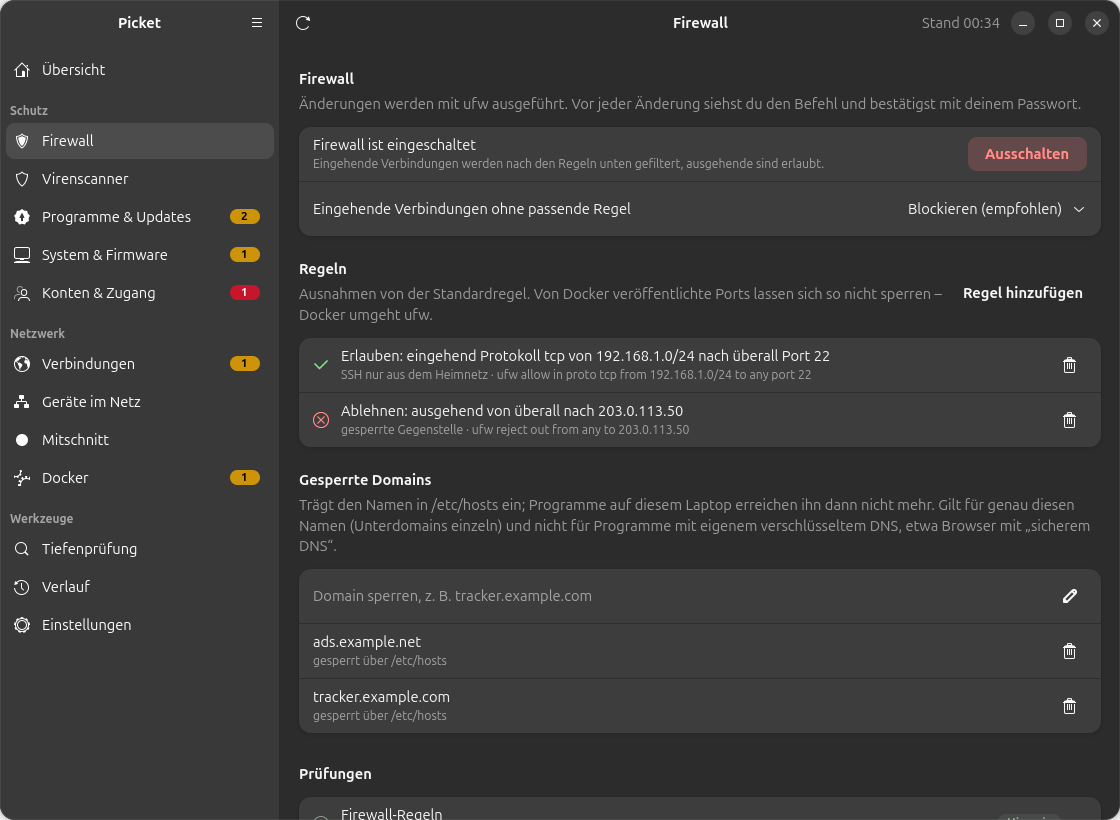 Picket
Firewall
Stand 00:34
Übersicht
Schutz
Firewall
Virenscanner
Programme & Updates 2
System & Firmware 1
Konten & Zugang 1
Netzwerk
Verbindungen 1
Geräte im Netz
Mitschnitt
Docker 1
Werkzeuge
Tiefenprüfung
Verlauf
Einstellungen
Firewall
Änderungen werden mit ufw ausgeführt. Vor jeder Änderung siehst du den Befehl und bestätigst mit deinem Passwort.
Firewall ist eingeschaltet
Eingehende Verbindungen werden nach den Regeln unten gefiltert, ausgehende sind erlaubt.
Ausschalten
Eingehende Verbindungen ohne passende Regel
Blockieren (empfohlen)
Regeln
Ausnahmen von der Standardregel. Von Docker veröffentlichte Ports lassen sich so nicht sperren –
Docker umgeht ufw.
Regel hinzufügen
Erlauben: eingehend Protokoll tcp von 192.168.1.0/24 nach überall Port 22
SSH nur aus dem Heimnetz · ufw allow in proto tcp from 192.168.1.0/24 to any port 22
Ablehnen: ausgehend von überall nach 203.0.113.50
gesperrte Gegenstelle · ufw reject out from any to 203.0.113.50
Gesperrte Domains
Trägt den Namen in /etc/hosts ein; Programme auf diesem Laptop erreichen ihn dann nicht mehr. Gilt für genau diesen
Namen (Unterdomains einzeln) und nicht für Programme mit eigenem verschlüsseltem DNS, etwa Browser mit „sicherem
DNS“.
Domain sperren, z. B. tracker.example.com
ads.example.net
gesperrt über /etc/hosts
tracker.example.com
gesperrt über /etc/hosts
Prüfungen
Firewall-Regeln